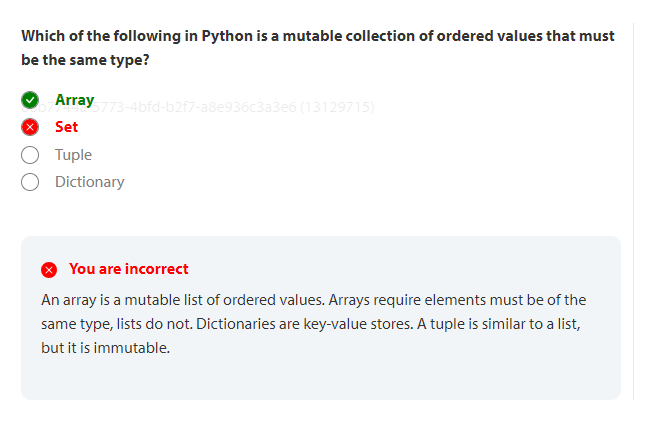 Which of the following in Python is a mutable collection of ordered values that must
be the same type?
Array
5773-4bfd-b2f7-a8e936c3a3e6 (13129715)
Set
Tuple
Dictionary
You are incorrect
An array is a mutable list of ordered values. Arrays require elements must be of the
same type, lists do not. Dictionaries are key-value stores. A tuple is similar to a list,
but it is immutable.